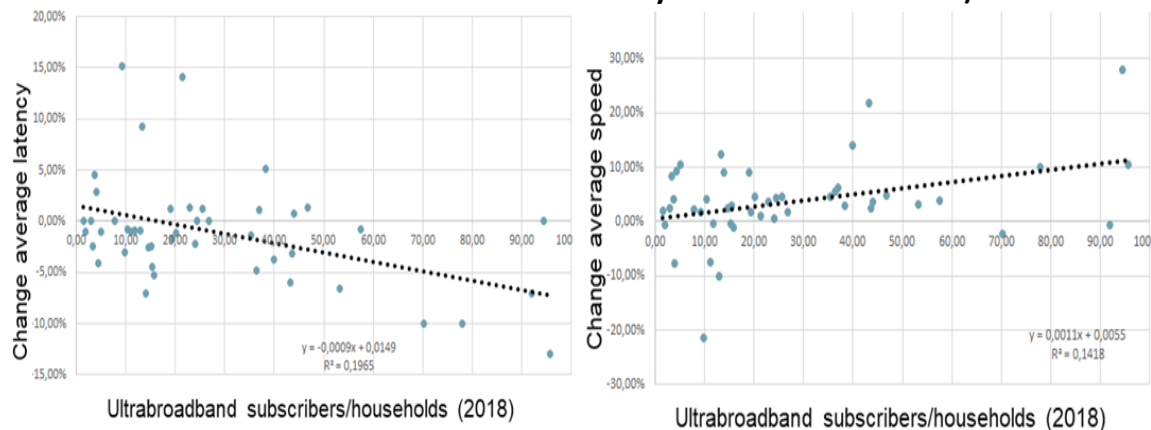 20,00%
15,00%
10,00%
5,00%
0,00%
-5,00%
-10,00%
-15,00%
0,00 10,00 20,00 30,00 40,00 50,00 60,00 70,00 80,00 90,00 100
Change average latency
y = -0,0009x + 0,0149
R² = 0,1965
Ultrabroadband subscribers/households (2018)
30,00%
20,00%
10,00%
0,00%
-10,00%
-20,00%
-30,00%
0,00 10,00 20,00 30,00 40,00 50,00 60,00 70,00 80,00 90,00 100
Change average speed
y = 0,0011x + 0,0055
R² = 0,1418
Ultrabroadband subscribers/households (2018)